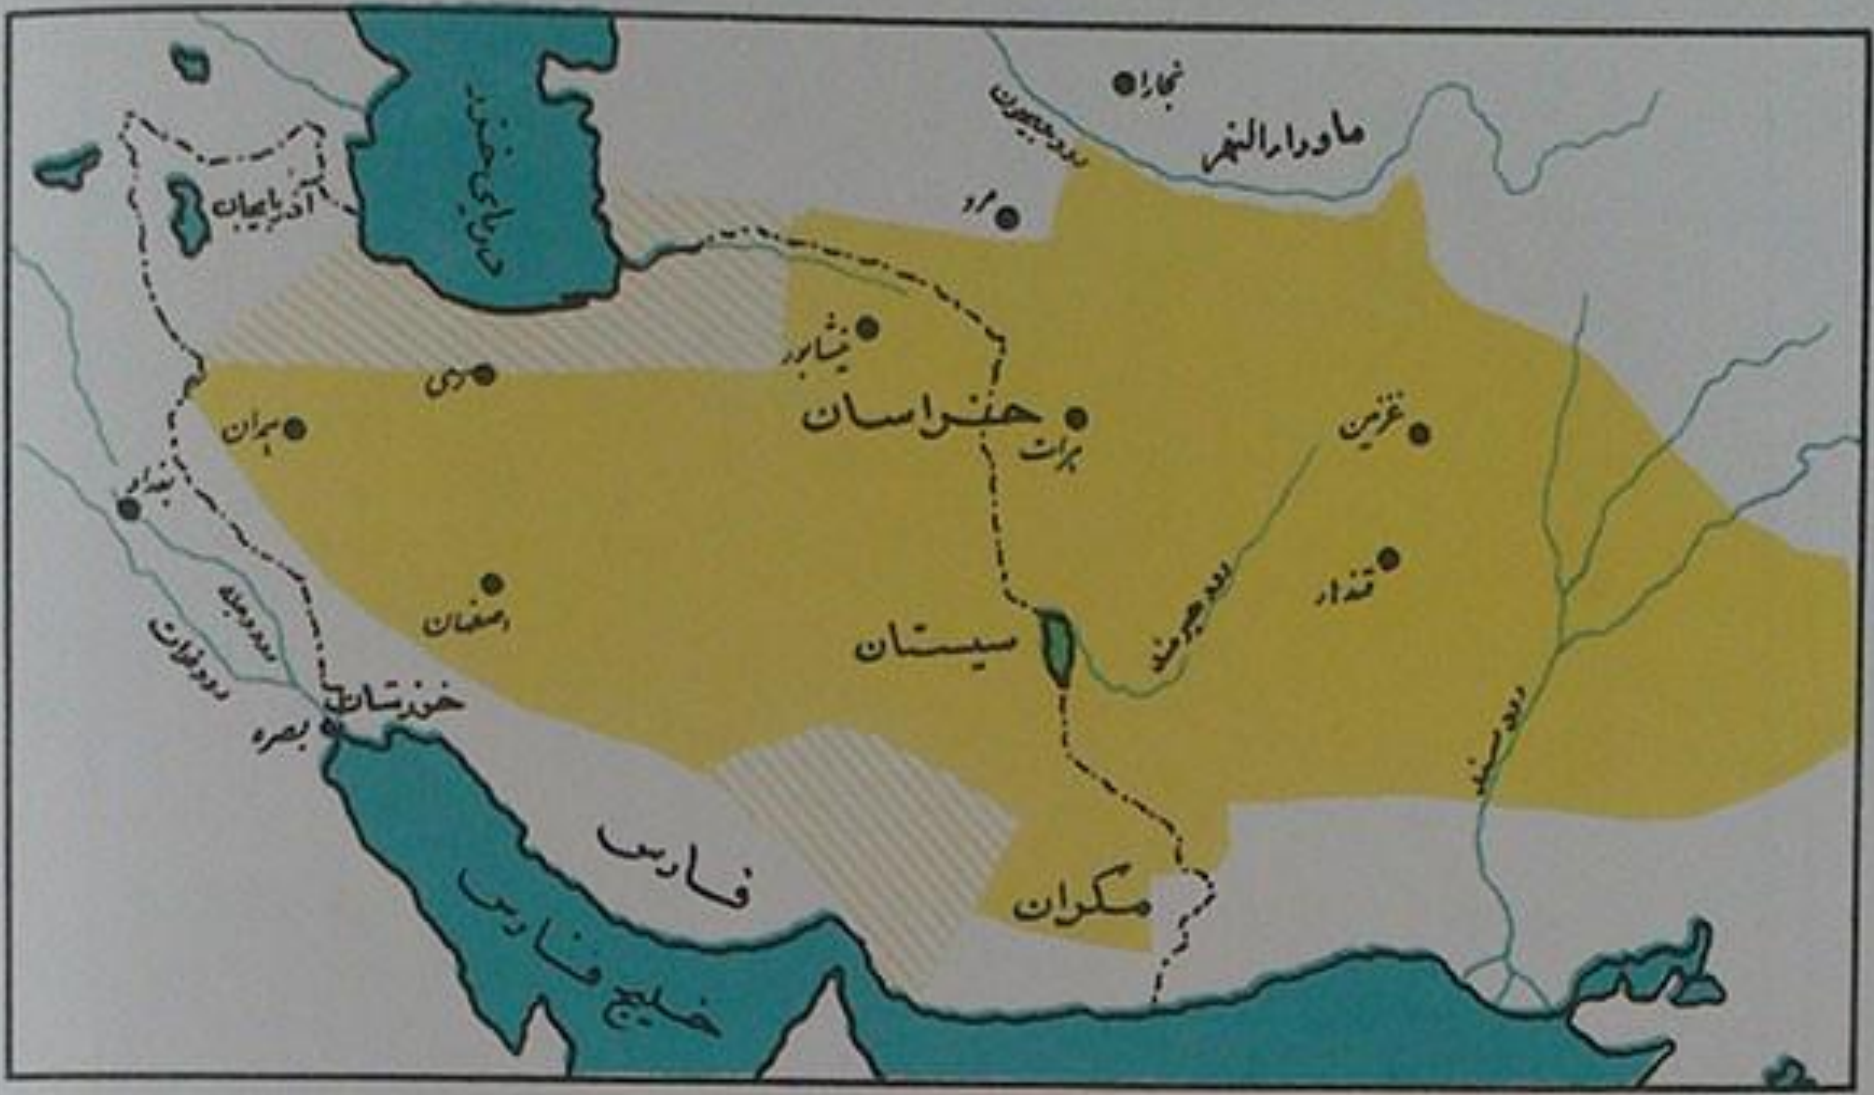 بخارا
ماوراءالنهر
رود جیحون
دریای خزر
آذربایجان
مرو
نیشابور
ری
خراسان
هرات
غزنین
همدان
بغداد
قندهار
اصفهان
سیستان
رود هیرمند
رود دجله
رود فرات
خوزستان
بصره
رود سند
فارس
مکران
خلیج فارس